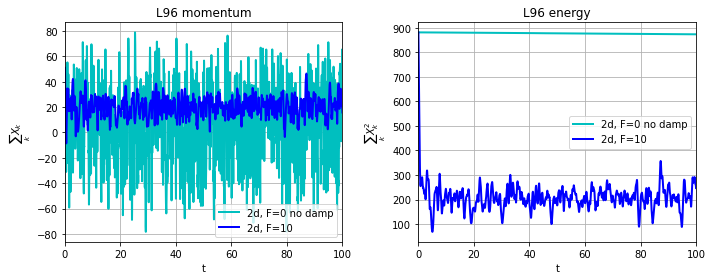 L96 momentum
80
60
40
20
0
−20
−40
−60
−80
∑ₖ Xₖ
0 20 40 60 80 100
t
2d, F=0 no damp
2d, F=10
L96 energy
900
800
700
600
500
400
300
200
100
∑ₖ Xₖ²
0 20 40 60 80 100
t
2d, F=0 no damp
2d, F=10